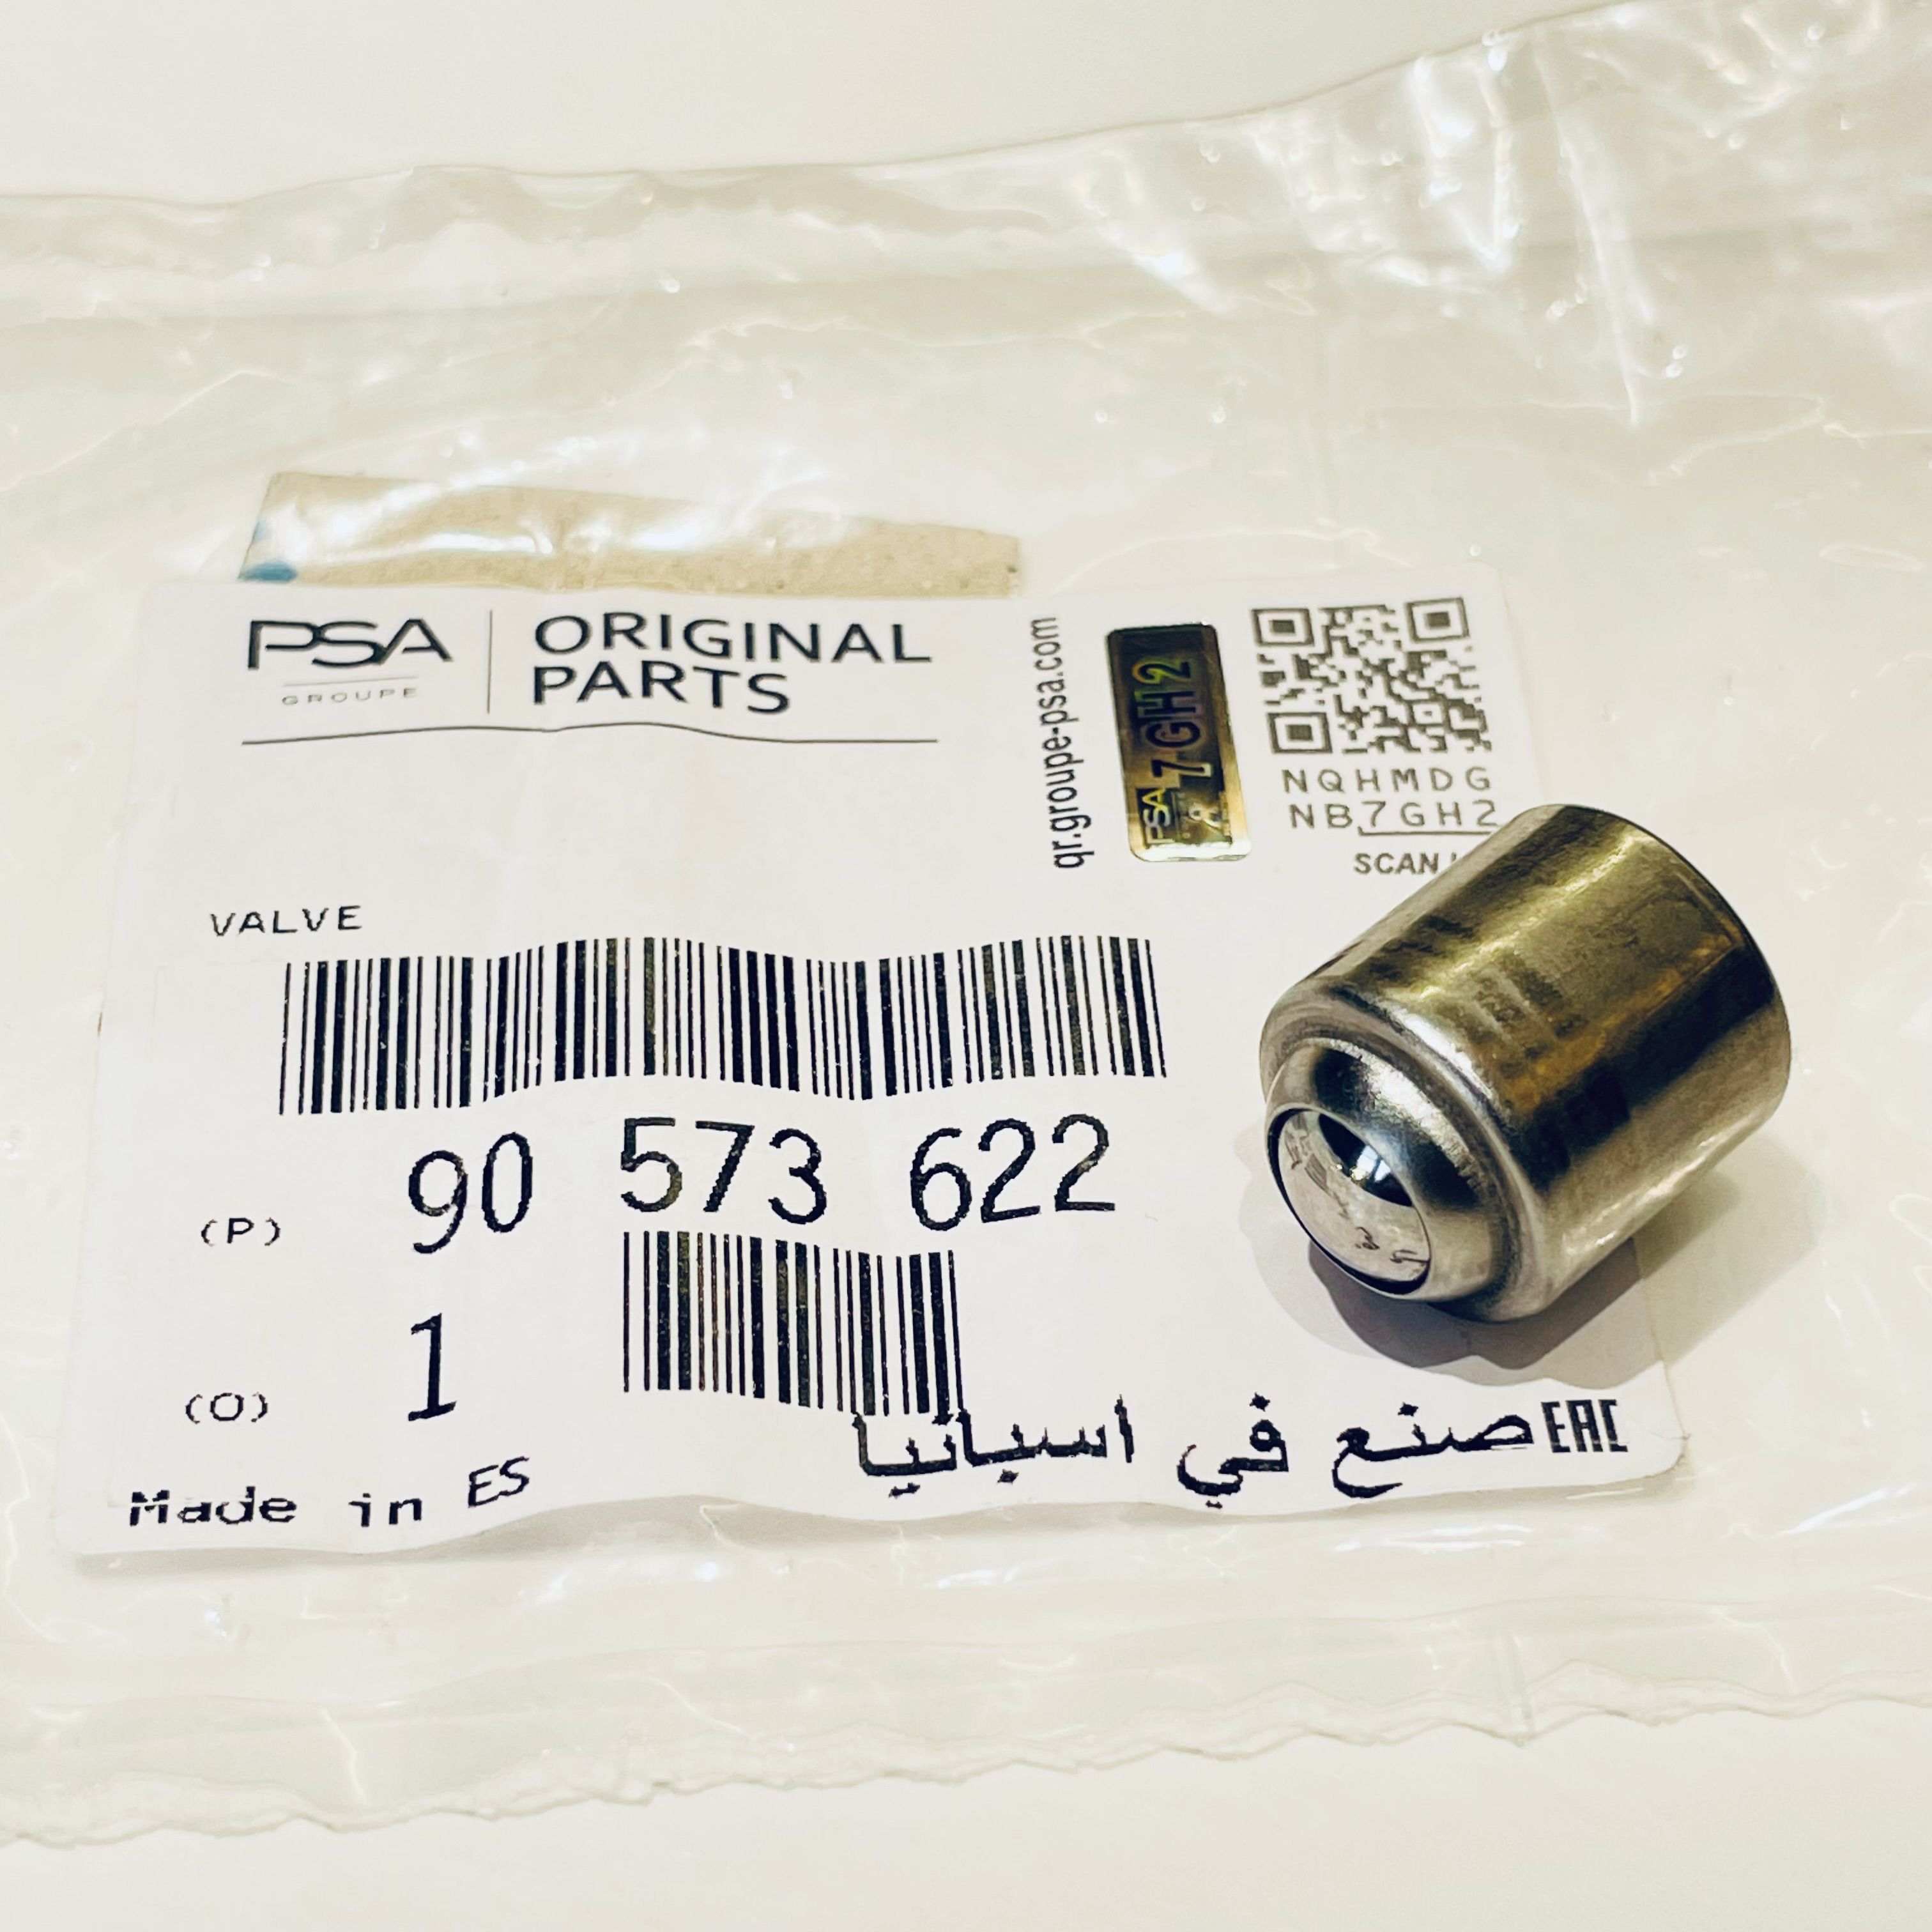 PSA
GROUPE
ORIGINAL
PARTS
qr.groupe-psa.com
PSA 7GH2
NQHMDG
NB7GH2
SCAN
VALVE
(P) 90 573 622
(Q) 1
Made in ES
صنع في اسبانيا EAC